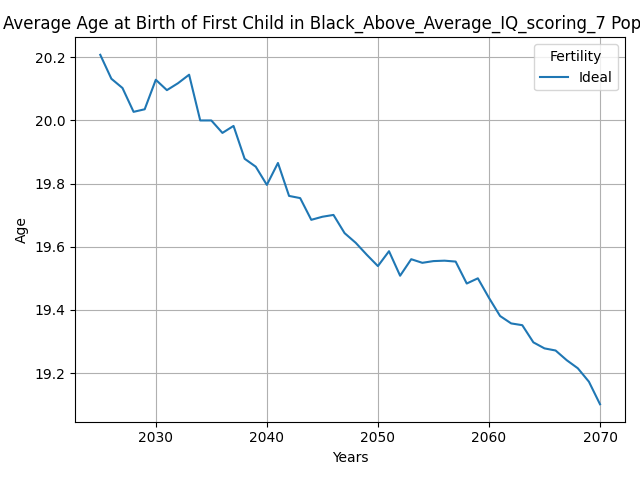 Average Age at Birth of First Child in Black_Above_Average_IQ_scoring_7 Pop
Fertility
Ideal
20.2
20.0
19.8
19.6
19.4
19.2
Age
2030 2040 2050 2060 2070
Years